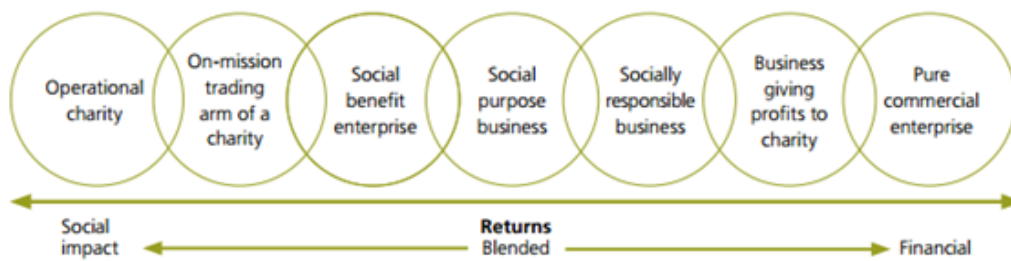 Operational
charity
On-mission
trading
arm of a
charity
Social
benefit
enterprise
Social
purpose
business
Socially
responsible
business
Business
giving
profits to
charity
Pure
commercial
enterprise
Social
impact
Returns
Blended
Financial